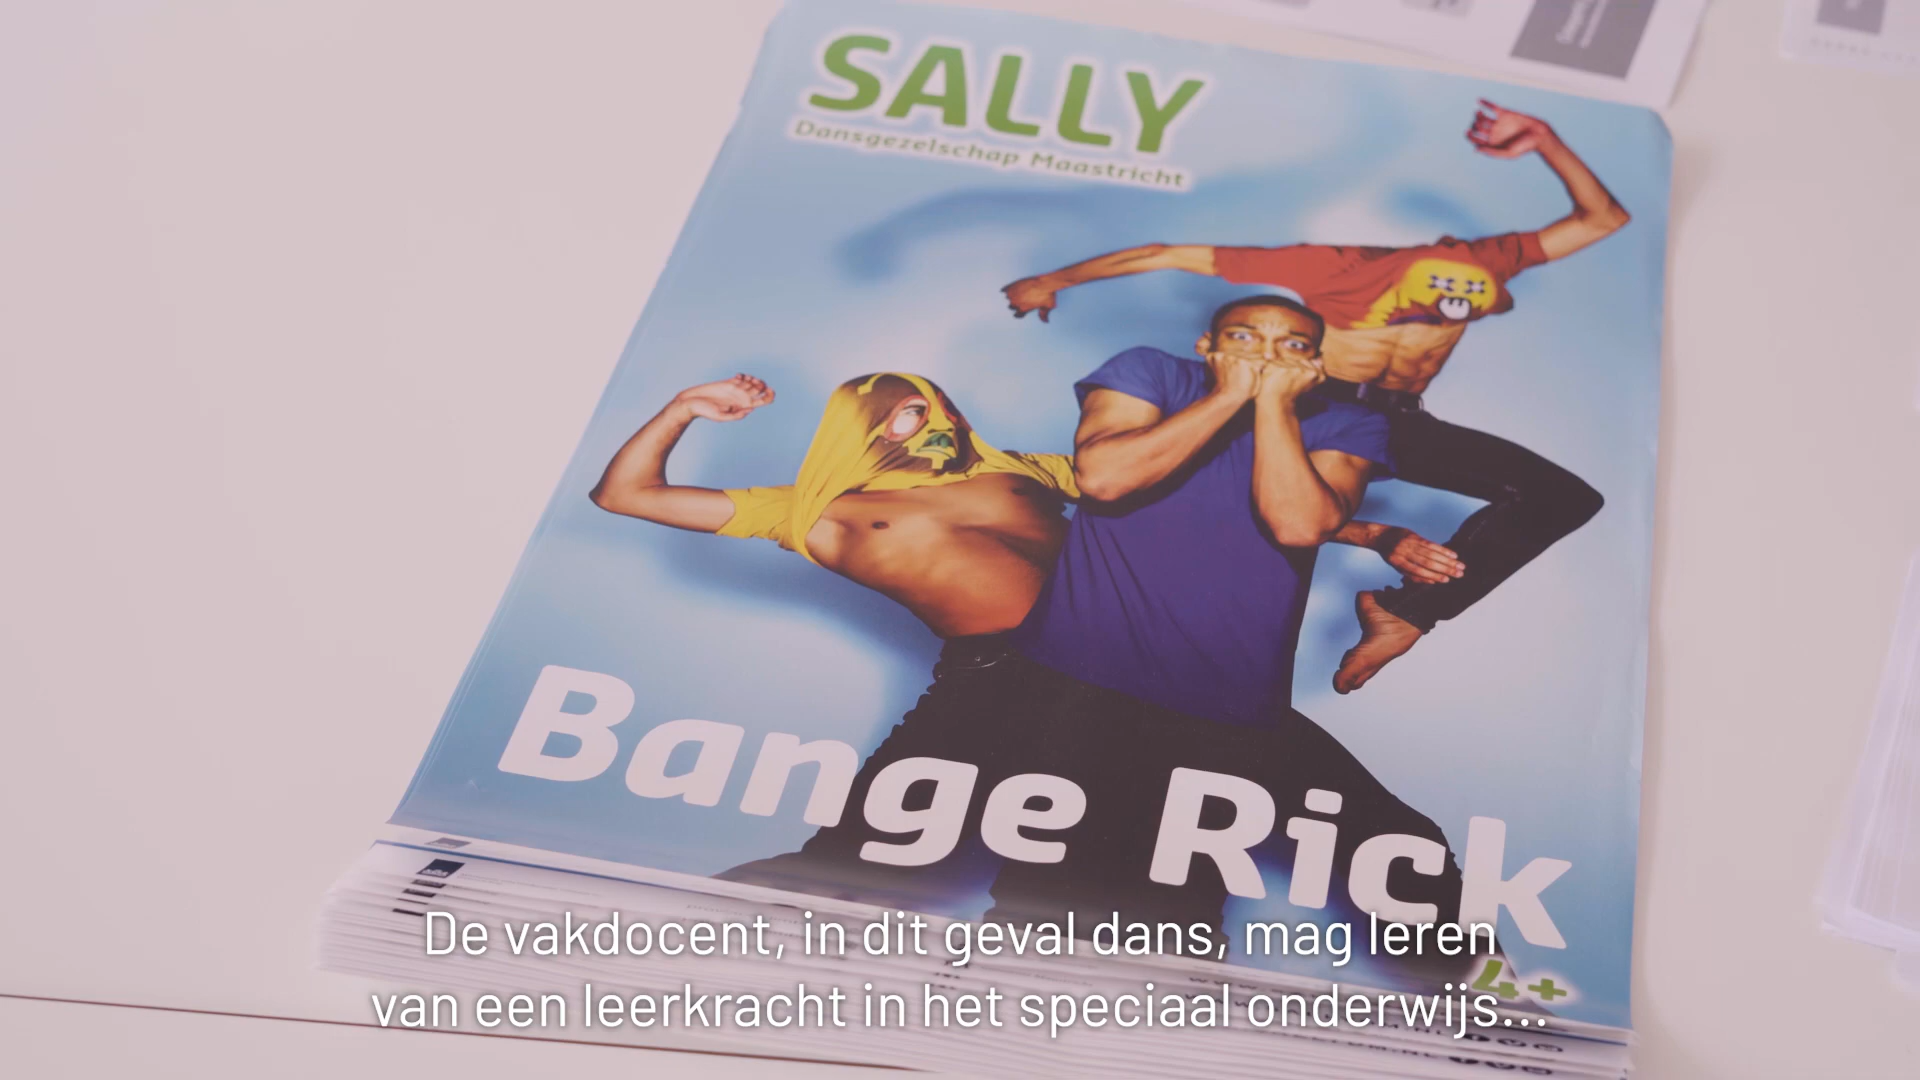 SALLY
Dansgezelschap Maastricht
Bange Rick
4+
De vakdocent, in dit geval dans, mag leren
van een leerkracht in het speciaal onderwijs...